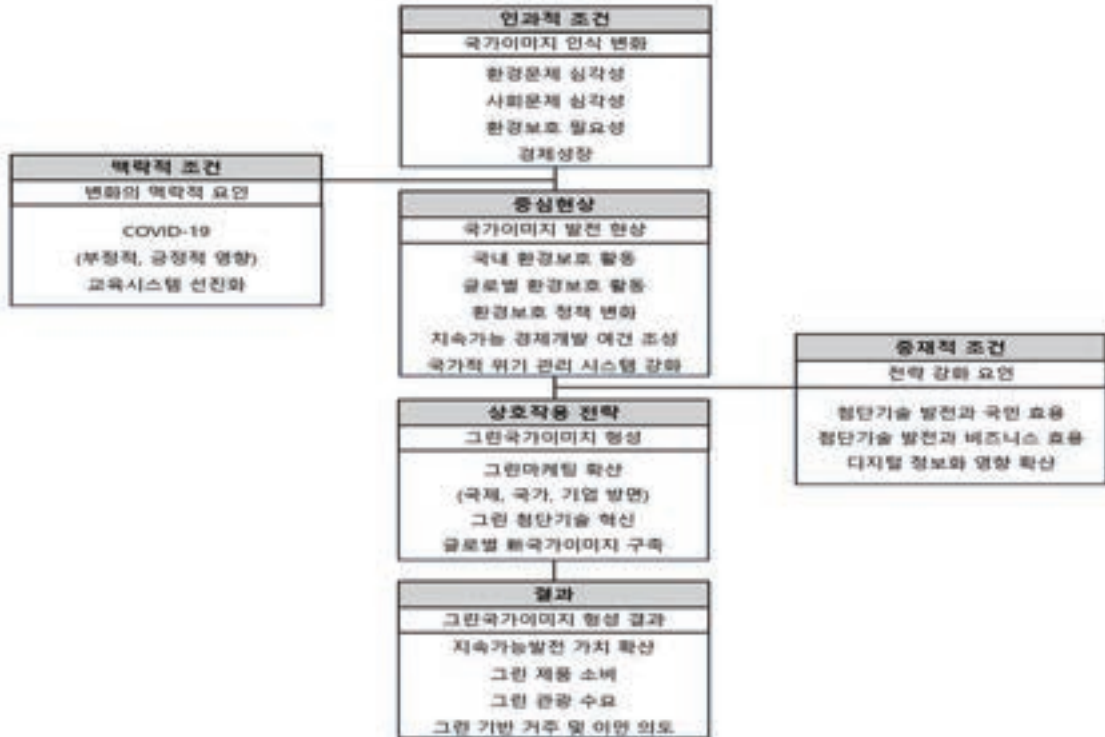 인과적 조건
국가이미지 인식 변화
환경문제 심각성
사회문제 심각성
환경보호 필요성
경제성장
맥락적 조건
변화의 맥락적 요인
COVID-19
(부정적, 긍정적 영향)
교육시스템 선진화
중심현상
국가이미지 발전 현상
국내 환경보호 활동
글로벌 환경보호 활동
환경보호 정책 변화
지속가능 경제개발 여건 조성
국가적 위기 관리 시스템 강화
중재적 조건
전략 강화 요인
첨단기술 발전과 국민 효용
첨단기술 발전과 비즈니스 효용
디지털 정보화 영향 확산
상호작용 전략
그린국가이미지 형성
그린마케팅 확산
(국제, 국가, 기업 방면)
그린 첨단기술 혁신
글로벌 新국가이미지 구축
결과
그린국가이미지 형성 결과
지속가능발전 가치 확산
그린 제품 소비
그린 관광 수요
그린 기반 거주 및 이민 의도